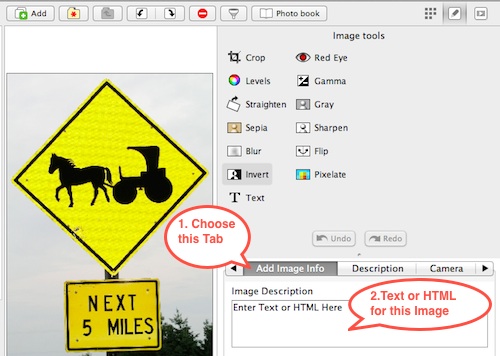 Add
Photo book
Image tools
Crop
Red Eye
Levels
Gamma
Straighten
Gray
Sepia
Sharpen
Blur
Flip
Invert
Pixelate
T Text
1. Choose
this Tab
Undo
Redo
Add Image Info
Description
Camera
Image Description
Enter Text or HTML Here
2.Text or HTML
for this Image
NEXT
5 MILES